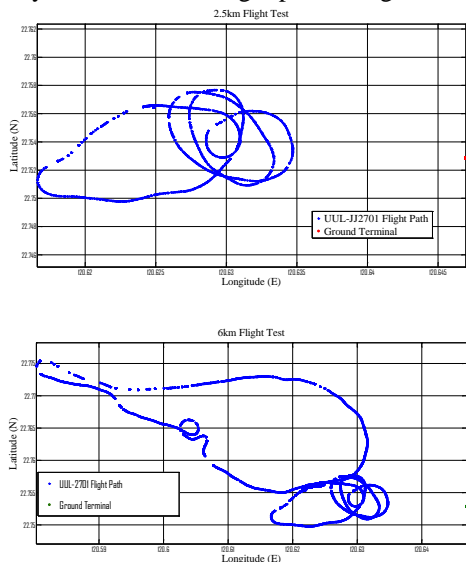 2.5km Flight Test
22.762
22.76
22.758
22.756
22.754
22.752
22.75
22.748
22.746
Latitude (N)
UUL-JJ2701 Flight Path
Ground Terminal
120.62 120.625 120.63 120.635 120.64 120.645
Longitude (E)
6km Flight Test
22.775
22.77
22.765
22.76
22.755
22.75
Latitude (N)
UUL-2701 Flight Path
Ground Terminal
120.59 120.6 120.61 120.62 120.63 120.64
Longitude (E)